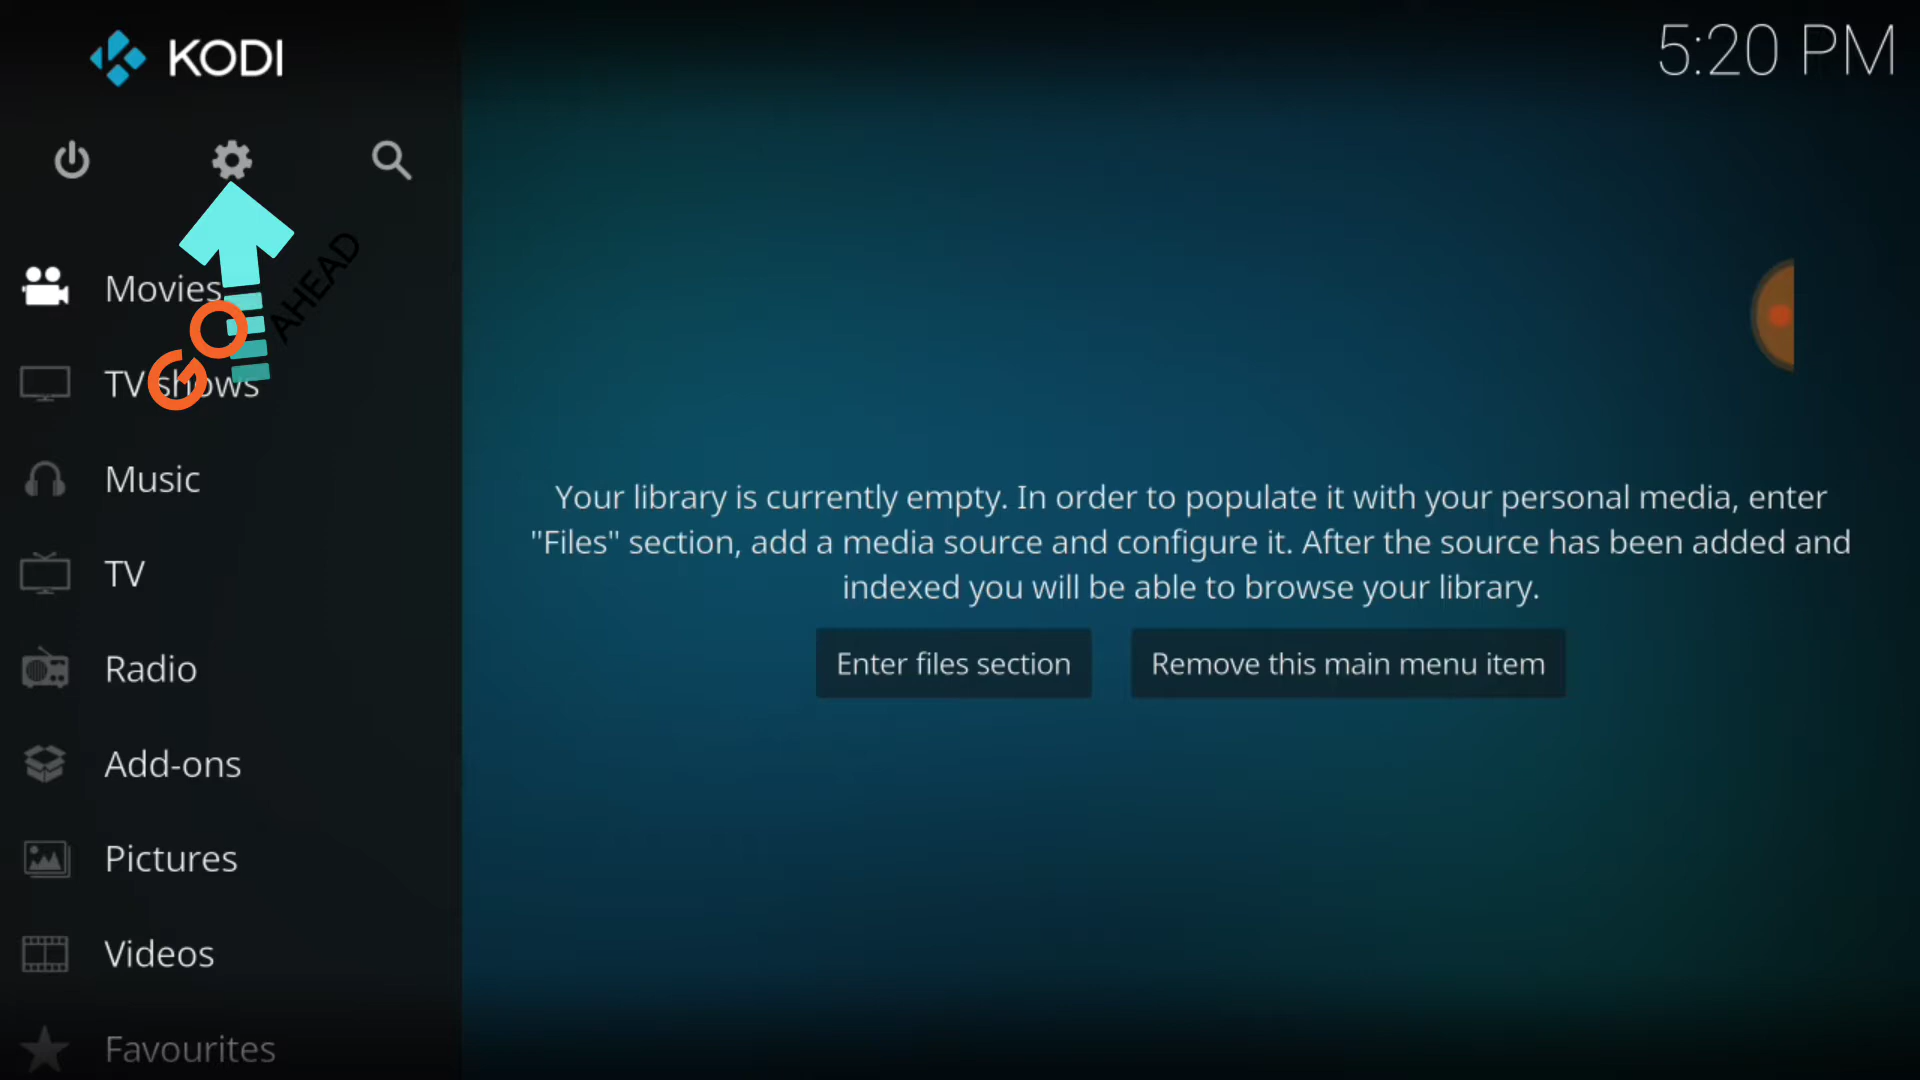 KODI
5:20 PM
Movies
GO
AHEAD
TV shows
Music
TV
Radio
Add-ons
Pictures
Videos
Favourites
Your library is currently empty. In order to populate it with your personal media, enter
"Files" section, add a media source and configure it. After the source has been added and
indexed you will be able to browse your library.
Enter files section
Remove this main menu item